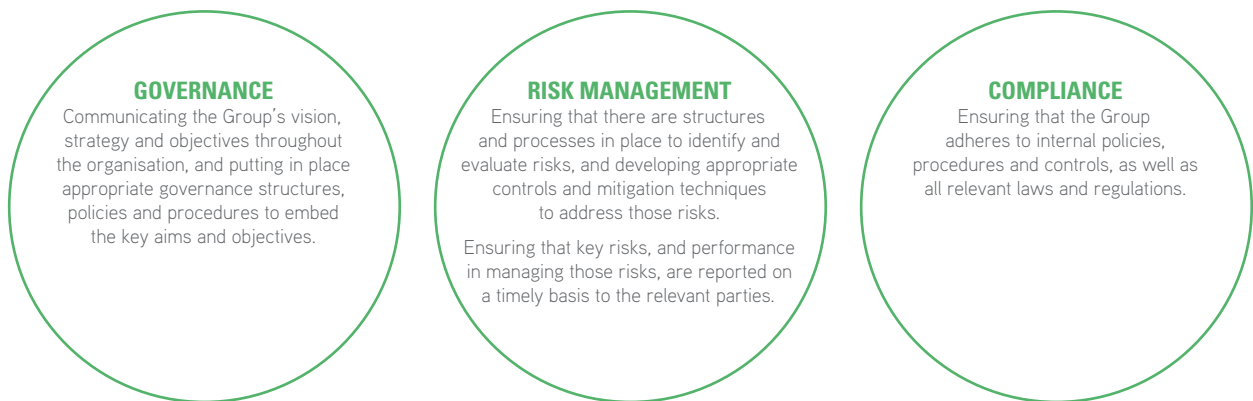 GOVERNANCE
Communicating the Group's vision,
strategy and objectives throughout
the organisation, and putting in place
appropriate governance structures,
policies and procedures to embed
the key aims and objectives.
RISK MANAGEMENT
Ensuring that there are structures
and processes in place to identify and
evaluate risks, and developing appropriate
controls and mitigation techniques
to address those risks.
Ensuring that key risks, and performance
in managing those risks, are reported on
a timely basis to the relevant parties.
COMPLIANCE
Ensuring that the Group
adheres to internal policies,
procedures and controls, as well as
all relevant laws and regulations.